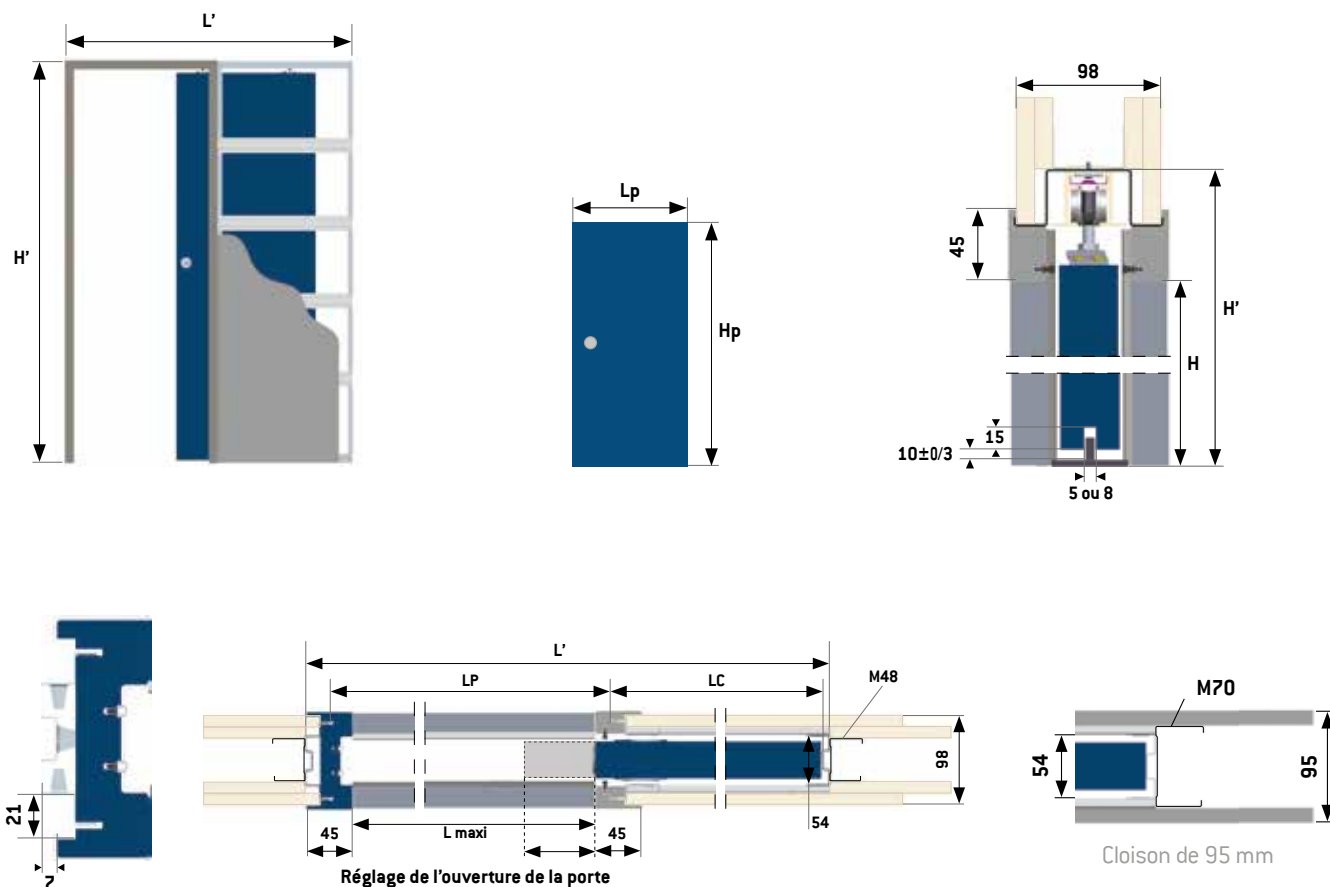 L'
H'
Lp
Hp
98
45
H'
H
15
10±0/3
5 ou 8
21
7
L'
LP
LC
M48
98
54
45
L maxi
45
Réglage de l'ouverture de la porte
M70
54
95
Cloison de 95 mm